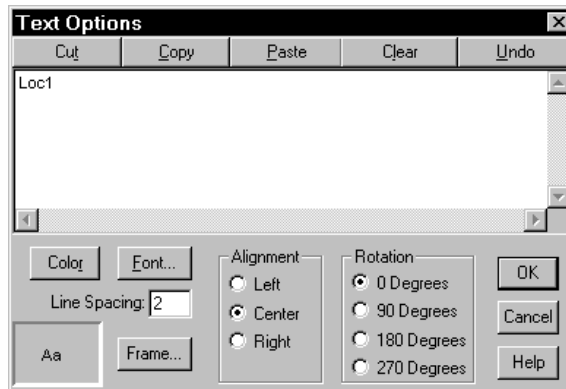 Text Options
Cut Copy Paste Clear Undo
Loc1
Color Font...
Line Spacing: 2
Aa Frame...
Alignment
Left
Center
Right
Rotation
0 Degrees
90 Degrees
180 Degrees
270 Degrees
OK
Cancel
Help